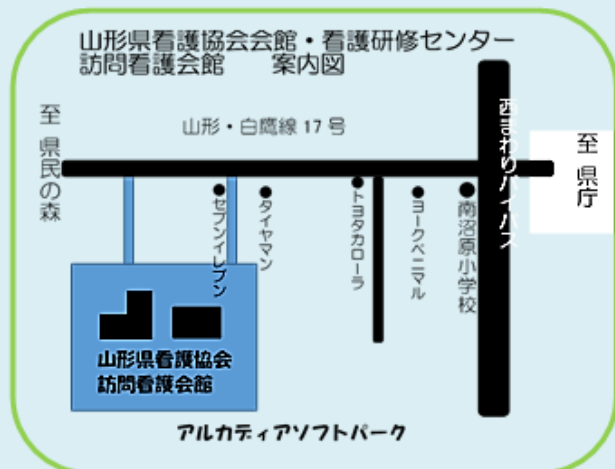 山形県看護協会会館・看護研修センター
訪問看護会館　　案内図
至 県民の森
山形・白鷹線 17 号
西まわりバイパス
至 県庁
●セブンイレブン
●タイヤマン
●トヨタカローラ
●ヨークベニマル
●南沼原小学校
山形県看護協会
訪問看護会館
アルカディアソフトパーク